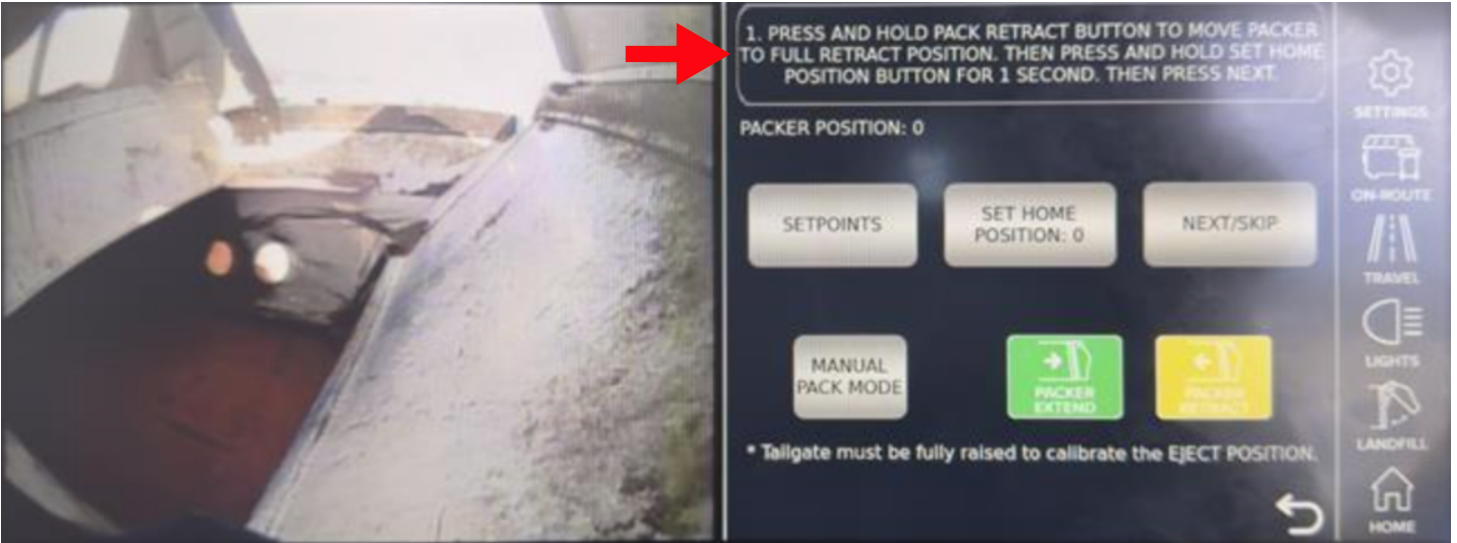 1. PRESS AND HOLD PACK RETRACT BUTTON TO MOVE PACKER
TO FULL RETRACT POSITION. THEN PRESS AND HOLD SET HOME
POSITION BUTTON FOR 1 SECOND. THEN PRESS NEXT.
PACKER POSITION: 0
SETPOINTS
SET HOME
POSITION: 0
NEXT/SKIP
MANUAL
PACK MODE
PACKER
EXTEND
PACKER
RETRACT
* Tailgate must be fully raised to calibrate the EJECT POSITION.
SETTINGS
ON-ROUTE
TRAVEL
LIGHTS
LANDFILL
HOME